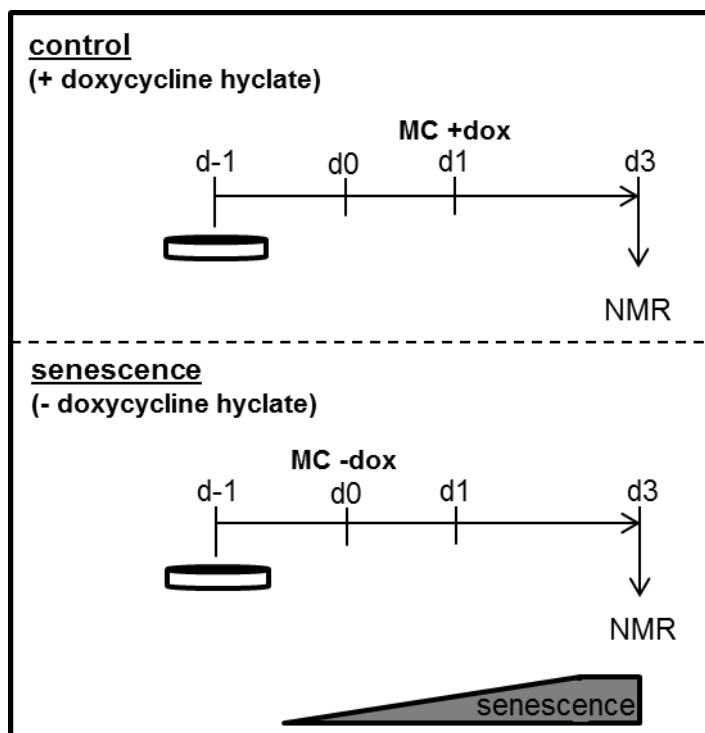 control
(+ doxycycline hyclate)
MC +dox
d-1 d0 d1 d3
NMR
senescence
(- doxycycline hyclate)
MC -dox
d-1 d0 d1 d3
NMR
senescence